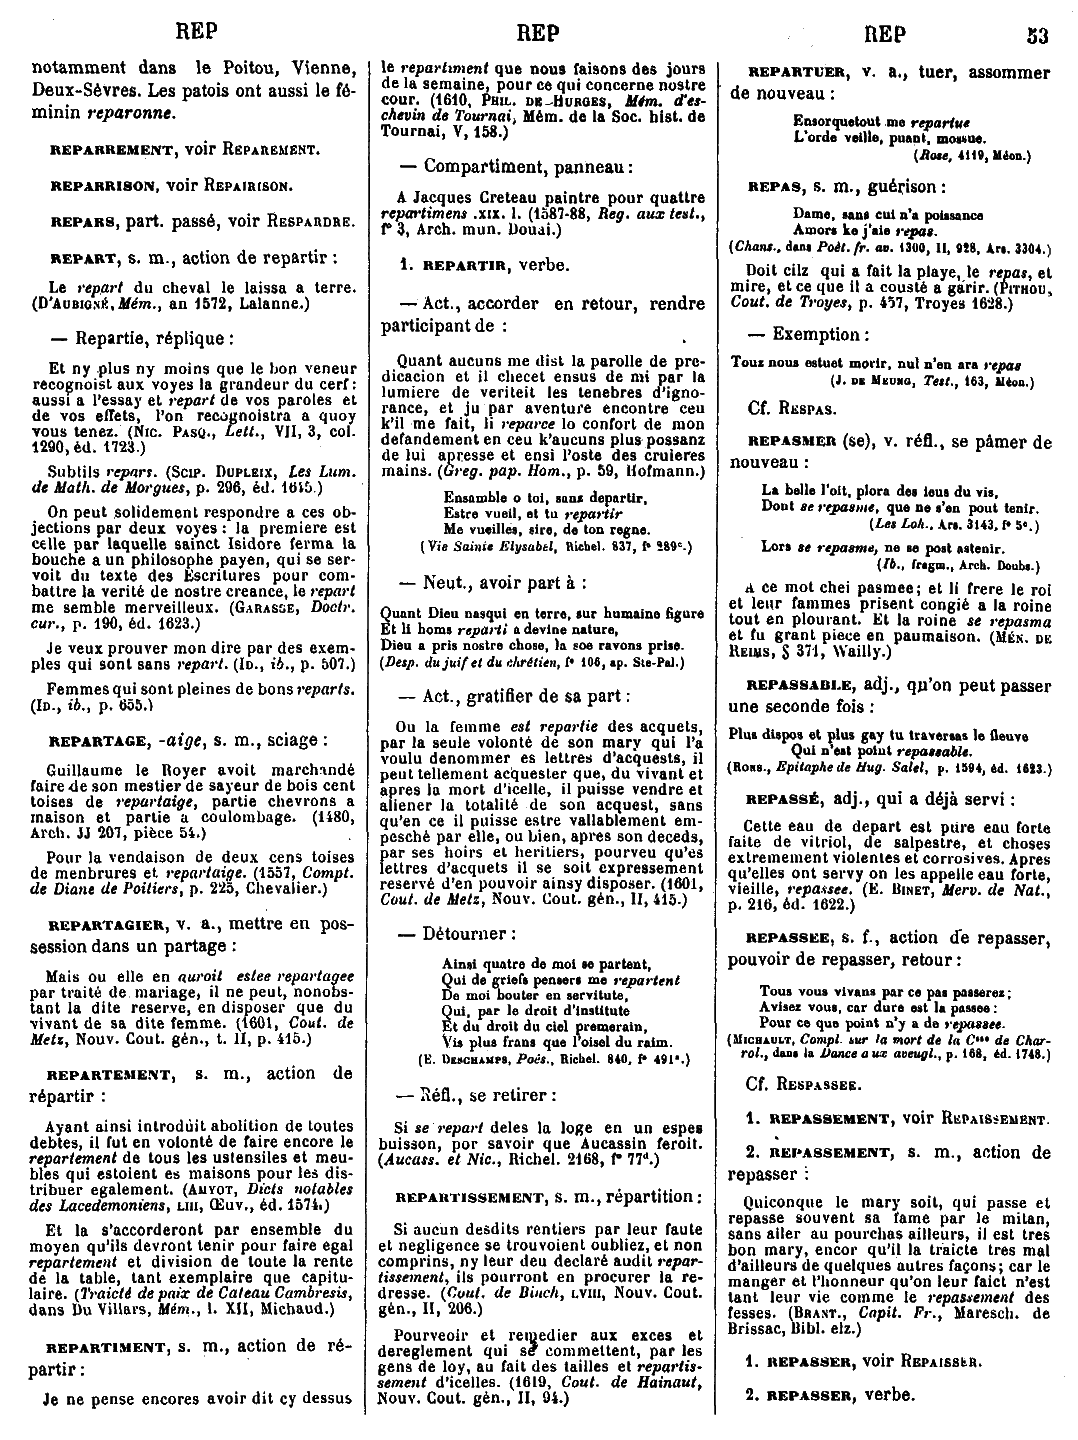 REP
REP
REP
53
notamment dans le Poitou, Vienne,
Deux-Sèvres. Les patois ont aussi le fé-
minin reparonne.
REPARREMENT, voir REPAREMENT.
REPARRISON, voir REPAIRISON.
REPARS, part. passé, voir RESPARDRE.
REPART, s. m., action de repartir :
Le repart du cheval le laissa a terre.
(D'AUBIGNÉ, Mém., an 1572, Lalanne.)
— Repartie, réplique :
Et ny plus ny moins que le bon veneur
recognoist aux voyes la grandeur du cerf :
aussi a l'essay et repart de vos paroles et
de vos effets, l'on recognoistra a quoy
vous tenez. (NIC. PASQ., Lett., VII, 3, col.
1290, éd. 1723.)
Subtils repars. (SCIP. DUPLEIX, Les Lum.
de Math. de Morgues, p. 296, éd. 1645.)
On peut solidement respondre a ces ob-
jections par deux voyes : la premiere est
celle par laquelle sainct Isidore ferma la
bouche a un philosophe payen, qui se ser-
voit du texte des Escritures pour com-
battre la verité de nostre creance, le repart
me semble merveilleux. (GARASSE, Doctr.
cur., p. 190, éd. 1623.)
Je veux prouver mon dire par des exem-
ples qui sont sans repart. (ID., ib., p. 507.)
Femmes qui sont pleines de bons reparts.
(ID., ib., p. 655.)
REPARTAGE, -aige, s. m., sciage :
Guillaume le Royer avoit marchandé
faire de son mestier de sayeur de bois cent
toises de repartaige, partie chevrons a
maison et partie a coulombage. (1480,
Arch. JJ 207, pièce 54.)
Pour la vendaison de deux cens toises
de menbrures et repartaige. (1557, Compt.
de Diane de Poitiers, p. 225, Chevalier.)
REPARTAGIER, v. a., mettre en pos-
session dans un partage :
Mais ou elle en auroit estee repartagee
par traité de mariage, il ne peut, nonobs-
tant la dite reserve, en disposer que du
vivant de sa dite femme. (1601, Cout. de
Metz, Nouv. Cout. gén., t. II, p. 415.)
REPARTEMENT, s. m., action de
répartir :
Ayant ainsi introduit abolition de toutes
debtes, il fut en volonté de faire encore le
repartement de tous les ustensiles et meu-
bles qui estoient es maisons pour les dis-
tribuer egalement. (AMYOT, Dicts notables
des Lacedemoniens, LIII, Œuv., éd. 1574.)
Et la s'accorderont par ensemble du
moyen qu'ils devront tenir pour faire egal
repartement et division de toute la rente
de la table, tant exemplaire que capitu-
laire. (Traicté de paix de Cateau Cambresis,
dans Du Villars, Mém., l. XII, Michaud.)
REPARTIMENT, s. m., action de ré-
partir :
Je ne pense encores avoir dit cy dessus
le repartiment que nous faisons des jours
de la semaine, pour ce qui concerne nostre
cour. (1610, PHIL. DE HURGES, Mém. d'es-
chevin de Tournai, Mém. de la Soc. hist. de
Tournai, V, 158.)
— Compartiment, panneau :
A Jacques Creteau paintre pour quattre
repartimens .XIX. l. (1587-88, Reg. aux test.,
f° 3, Arch. mun. Douai.)
1. REPARTIR, verbe.
— Act., accorder en retour, rendre
participant de :
Quant aucuns me dist la parolle de pre-
dicacion et il checet ensus de mi par la
lumiere de veriteit les tenebres d'igno-
rance, et ju par aventure encontre ceu
k'il me fait, li reparce lo confort de mon
defandement en ceu k'aucuns plus possanz
de lui apresse et ensi l'oste des cruieres
mains. (Greg. pap. Hom., p. 59, Hofmann.)
Ensamble o toi, sanz departir,
Estre vueil, et tu repartir
Me vueilles, sire, de ton regne.
(Vie Sainte Elysabel, Richel. 837, f° 289c.)
— Neut., avoir part à :
Quant Dieu nasqui en terre, sur humaine figure
Et li homs reparti a devine nature,
Dieu a pris nostre chose, la soe ravons prise.
(Desp. du juif et du chrétien, f° 106, ap. Ste-Pal.)
— Act., gratifier de sa part :
Ou la femme est repartie des acquets,
par la seule volonté de son mary qui l'a
voulu denommer es lettres d'acquests, il
peut tellement acquester que, du vivant et
apres la mort d'icelle, il puisse vendre et
aliener la totalité de son acquest, sans
qu'en ce il puisse estre vallablement em-
pesché par elle, ou bien, apres son deceds,
par ses hoirs et heritiers, pourveu qu'es
lettres d'acquets il se soit expressement
reservé d'en pouvoir ainsy disposer. (1601,
Cout. de Metz, Nouv. Cout. gén., II, 415.)
— Détourner :
Ainsi quatre de moi se partent,
Qui de griefs pensers me repartent
De moi bouter en servitute,
Qui, par le droit d'institute
Et du droit du ciel premerain,
Vis plus frans que l'oisel du raim.
(E. DESCHAMPS, Poés., Richel. 840, f° 491a.)
— Réfl., se retirer :
Si se repart deles la loge en un espes
buisson, por savoir que Aucassin feroit.
(Aucass. et Nic., Richel. 2168, f° 77d.)
REPARTISSEMENT, s. m., répartition :
Si aucun desdits rentiers par leur faute
et negligence se trouvoient oubliez, et non
comprins, ny leur deu declaré audit repar-
tissement, ils pourront en procurer la re-
dresse. (Cout. de Binch, LVIII, Nouv. Cout.
gén., II, 206.)
Pourveoir et remedier aux exces et
dereglement qui se commettent, par les
gens de loy, au fait des tailles et repartis-
sement d'icelles. (1619, Cout. de Hainaut,
Nouv. Cout. gén., II, 94.)
REPARTUER, v. a., tuer, assommer
de nouveau :
Ensorquetout me repartue
L'orde veille, puant, mossue.
(Rose, 4119, Méon.)
REPAS, s. m., guérison :
Dame, sans cui n'a poissance
Amors ke j'aie repas.
(Chans., dans Poët. fr. av. 1300, II, 928, Ars. 3304.)
Doit cilz qui a fait la playe, le repas, et
mire, et ce que il a cousté a garir. (PITHOU,
Cout. de Troyes, p. 457, Troyes 1628.)
— Exemption :
Touz nous estuet morir, nul n'en ara repas
(J. DE MEUNG, Test., 163, Méon.)
Cf. RESPAS.
REPASMER (se), v. réfl., se pâmer de
nouveau :
La belle l'oit, plora des ieus du vis,
Dont se repasme, que ne s'en pout tenir.
(Les Loh., Ars. 3143, f° 5c.)
Lors se repasme, ne se post astenir.
(Ib., fragm., Arch. Doubs.)
A ce mot chei pasmee; et li frere le roi
et leur fammes prisent congié a la roine
tout en plourant. Et la roine se repasma
et fu grant piece en paumaison. (MÉN. DE
REIMS, § 371, Wailly.)
REPASSABLE, adj., qu'on peut passer
une seconde fois :
Plus dispos et plus gay tu traversas le fleuve
Qui n'est point repassable.
(RONS., Epitaphe de Hug. Salel, p. 1594, éd. 1623.)
REPASSÉ, adj., qui a déjà servi :
Cette eau de depart est pure eau forte
faite de vitriol, de salpestre, et choses
extremement violentes et corrosives. Apres
qu'elles ont servy on les appelle eau forte,
vieille, repassee. (E. BINET, Merv. de Nat.,
p. 216, éd. 1622.)
REPASSEE, s. f., action de repasser,
pouvoir de repasser, retour :
Tous vous vivans par ce pas passerez;
Avisez vous, car dure est la passee :
Pour ce que point n'y a de repassee.
(MICHAULT, Compl. sur la mort de la Csse de Char-
rol., dans la Dance aux aveugl., p. 168, éd. 1748.)
Cf. RESPASSEE.
1. REPASSEMENT, voir REPAISSEMENT.
2. REPASSEMENT, s. m., action de
repasser :
Quiconque le mary soit, qui passe et
repasse souvent sa fame par le mitan,
sans aller au pourchas ailleurs, il est tres
bon mary, encor qu'il la traicte tres mal
d'ailleurs de quelques autres façons; car le
manger et l'honneur qu'on leur faict n'est
tant leur vie comme le repassement des
fesses. (BRANT., Capit. Fr., Maresch. de
Brissac, Bibl. elz.)
1. REPASSER, voir REPAISSER.
2. REPASSER, verbe.